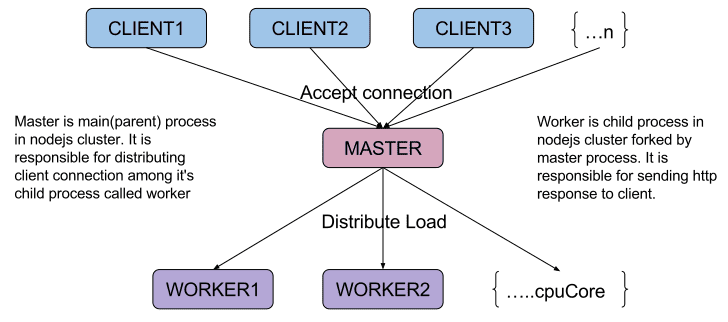 CLIENT1 CLIENT2 CLIENT3 { ...n }
Accept connection
Master is main(parent) process
in nodejs cluster. It is
responsible for distributing
client connection among it's
child process called worker
MASTER
Worker is child process in
nodejs cluster forked by
master process. It is
responsible for sending http
response to client.
Distribute Load
WORKER1 WORKER2 { .....cpuCore }